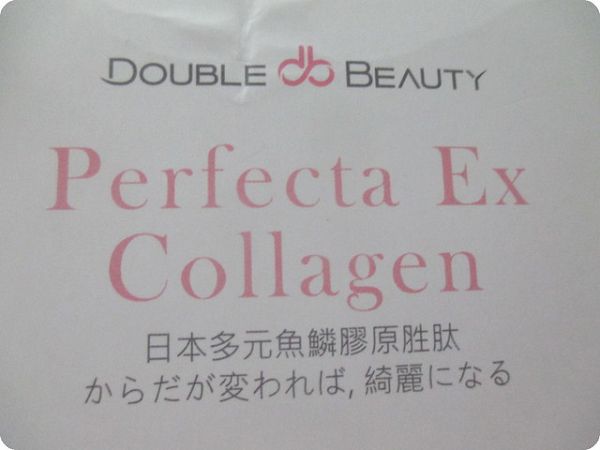 DOUBLE BEAUTY
Perfecta Ex
Collagen
日本多元魚鱗膠原胜肽
からだが変われば, 綺麗になる